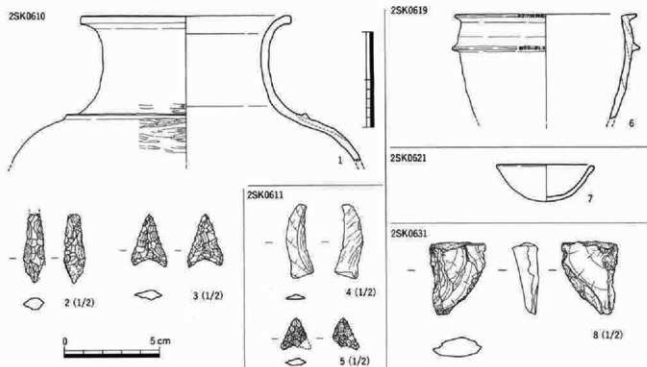 2SK0610
1
2 (1/2)
3 (1/2)
0
5 cm
2SK0611
4 (1/2)
5 (1/2)
2SK0619
6
2SK0621
7
2SK0631
8 (1/2)